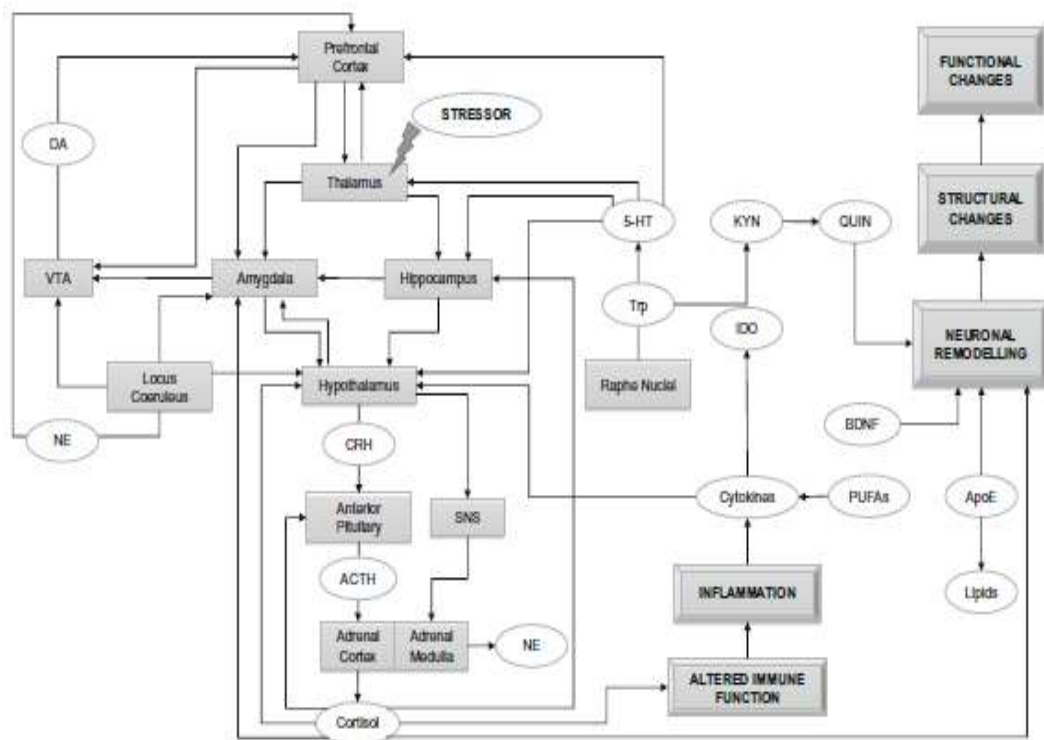 Prefrontal
Cortex
FUNCTIONAL
CHANGES
STRESSOR
DA
Thalamus
STRUCTURAL
CHANGES
5-HT
KYN
QUIN
VTA
Amygdala
Hippocampus
Trp
IDO
NEURONAL
REMODELLING
Locus
Coeruleus
Hypothalamus
Raphe Nuclei
NE
CRH
BDNF
Cytokines
PUFAs
ApoE
Anterior
Pituitary
SNS
ACTH
INFLAMMATION
Lipids
Adrenal
Cortex
Adrenal
Medulla
NE
ALTERED IMMUNE
FUNCTION
Cortisol